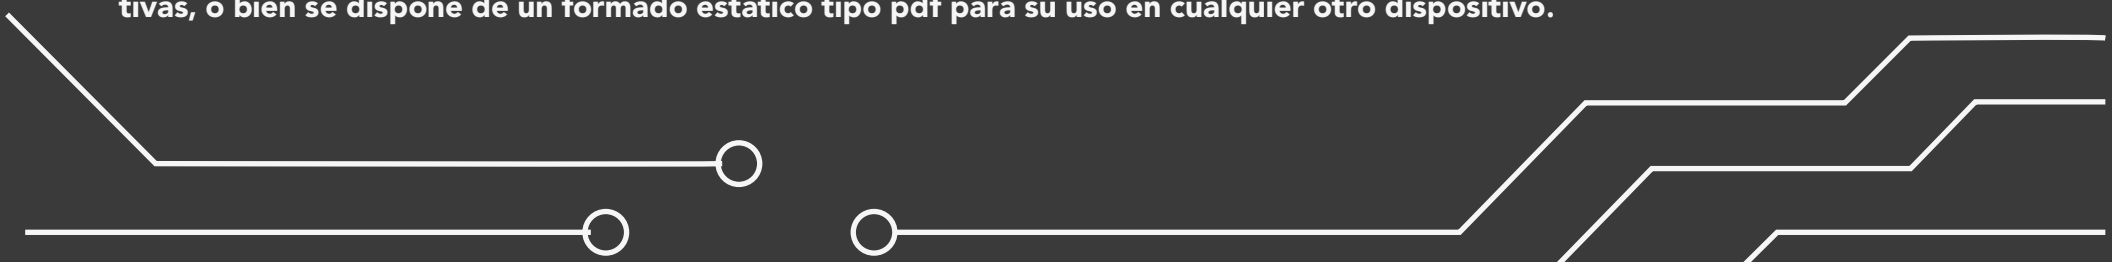 tivas, o bien se dispone de un formado estático tipo pdf para su uso en cualquier otro dispositivo.